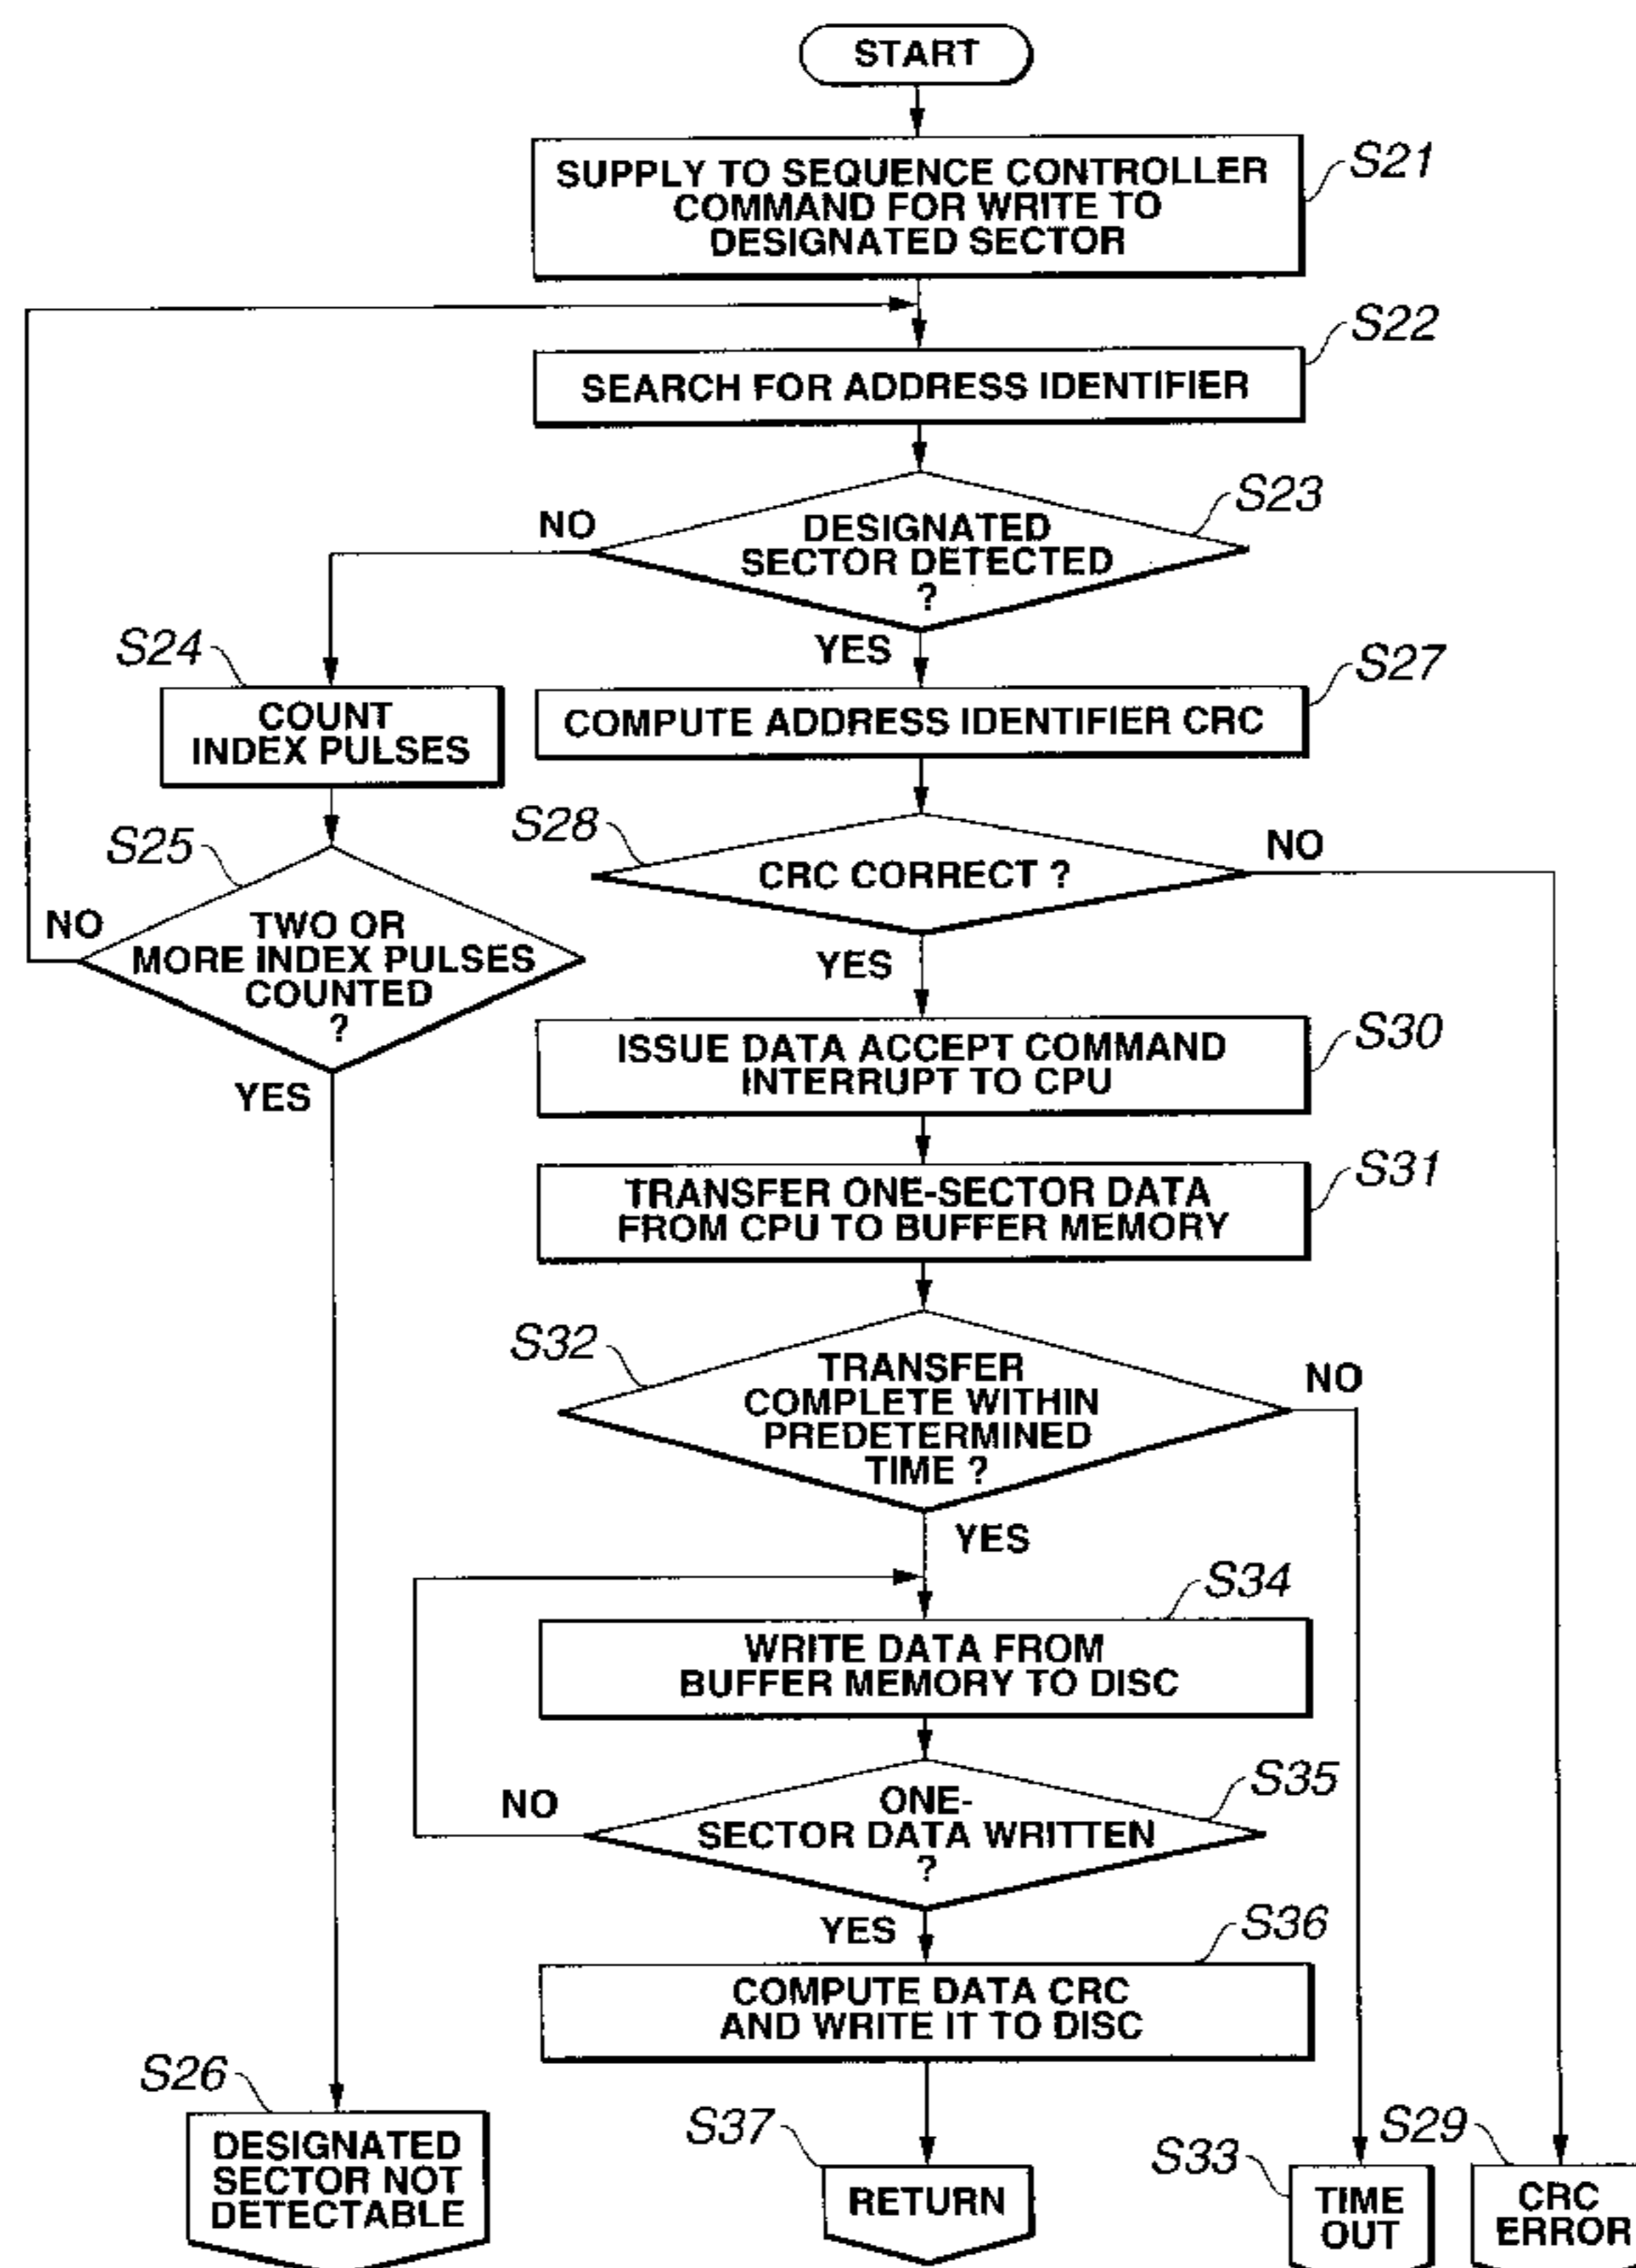 START
SUPPLY TO SEQUENCE CONTROLLER
COMMAND FOR WRITE TO
DESIGNATED SECTOR
S21
S22
SEARCH FOR ADDRESS IDENTIFIER
S23
NO
DESIGNATED
SECTOR DETECTED
?
YES
S24
COUNT
INDEX PULSES
S27
COMPUTE ADDRESS IDENTIFIER CRC
S25
NO
TWO OR
MORE INDEX PULSES
COUNTED
?
YES
S28
CRC CORRECT ?
NO
YES
ISSUE DATA ACCEPT COMMAND
INTERRUPT TO CPU
S30
TRANSFER ONE-SECTOR DATA
FROM CPU TO BUFFER MEMORY
S31
S32
TRANSFER
COMPLETE WITHIN
PREDETERMINED
TIME ?
NO
YES
S34
WRITE DATA FROM
BUFFER MEMORY TO DISC
S35
NO
ONE-
SECTOR DATA WRITTEN
?
YES
S36
COMPUTE DATA CRC
AND WRITE IT TO DISC
S26
DESIGNATED
SECTOR NOT
DETECTABLE
S37
RETURN
S33
TIME
OUT
S29
CRC
ERROR